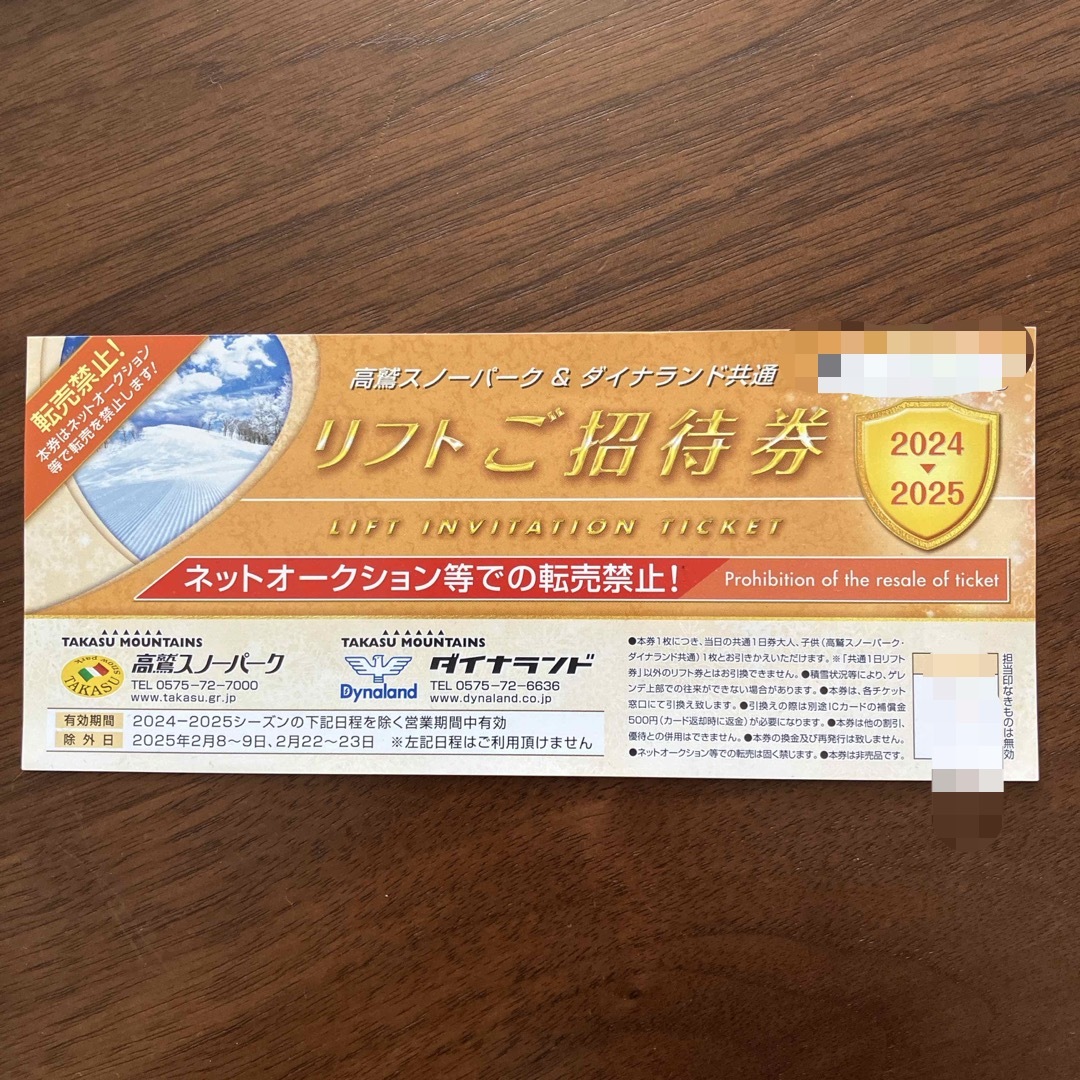 転売禁止!
本券はネットオークション
等で転売を禁止します!
高鷲スノーパーク & ダイナランド共通
リフトご招待券
LIFT INVITATION TICKET
2024
2025
ネットオークション等での転売禁止!
Prohibition of the resale of ticket
TAKASU MOUNTAINS
高鷲スノーパーク
TAKASU
TEL 0575-72-7000
www.takasu.gr.jp
TAKASU MOUNTAINS
ダイナランド
Dynaland
TEL 0575-72-6636
www.dynaland.co.jp
有効期間 2024-2025シーズンの下記日程を除く営業期間中有効
除外日 2025年2月8~9日、2月22~23日 ※左記日程はご利用頂けません
●本券1枚につき、当日の共通1日券大人、子供(高鷲スノーパーク・
ダイナランド共通)1枚とお引きかえいただけます。※「共通1日リフト
券」以外のリフト券とはお引換できません。●積雪状況等により、ゲレ
ンデ上部での往来ができない場合があります。●本券は、各チケット
窓口にて引換え致します。●引換えの際は別途ICカードの補償金
500円(カード返却時に返金)が必要になります。●本券は他の割引、
優待との併用はできません。●本券の換金及び再発行は致しません。
●ネットオークション等での転売は固く禁じます。●本券は非売品です。
担当印なきものは無効